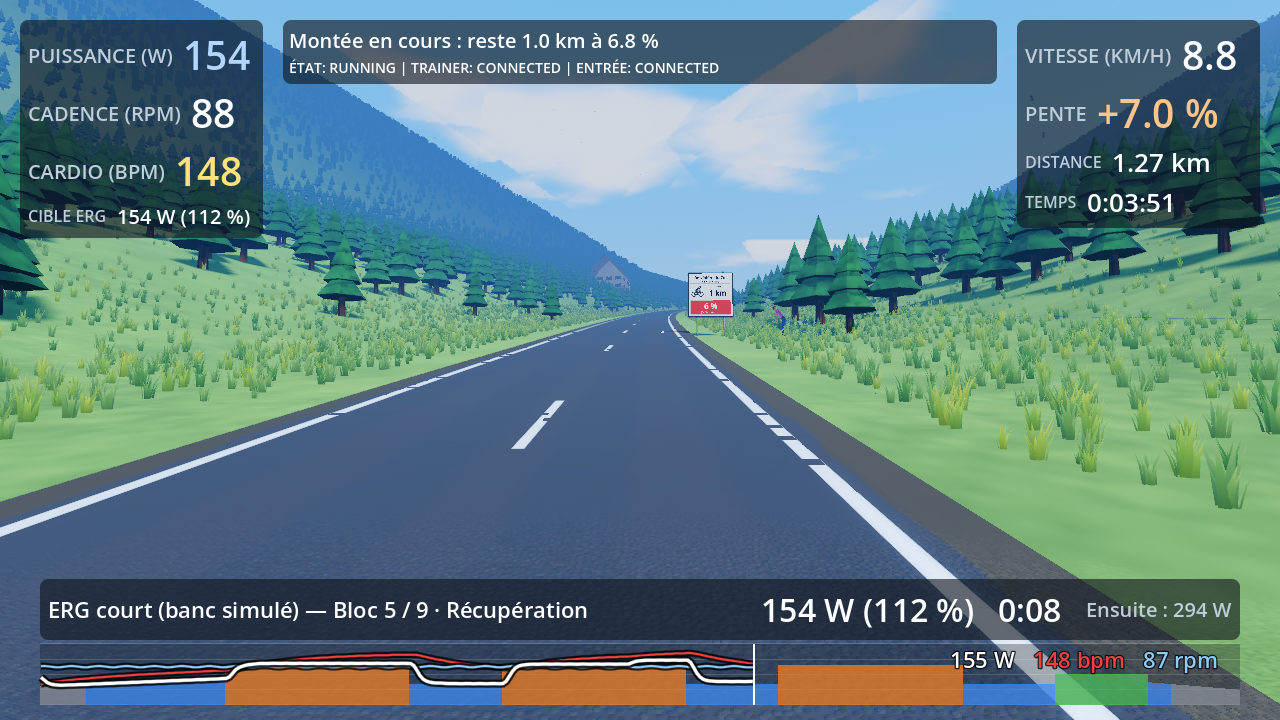 PUISSANCE (W) 154
CADENCE (RPM) 88
CARDIO (BPM) 148
CIBLE ERG 154 W (112 %)
Montée en cours : reste 1.0 km à 6.8 %
ÉTAT: RUNNING | TRAINER: CONNECTED | ENTRÉE: CONNECTED
VITESSE (KM/H) 8.8
PENTE +7.0 %
DISTANCE 1.27 km
TEMPS 0:03:51
1 km
6 %
ERG court (banc simulé) — Bloc 5 / 9 · Récupération 154 W (112 %) 0:08 Ensuite : 294 W
155 W 148 bpm 87 rpm